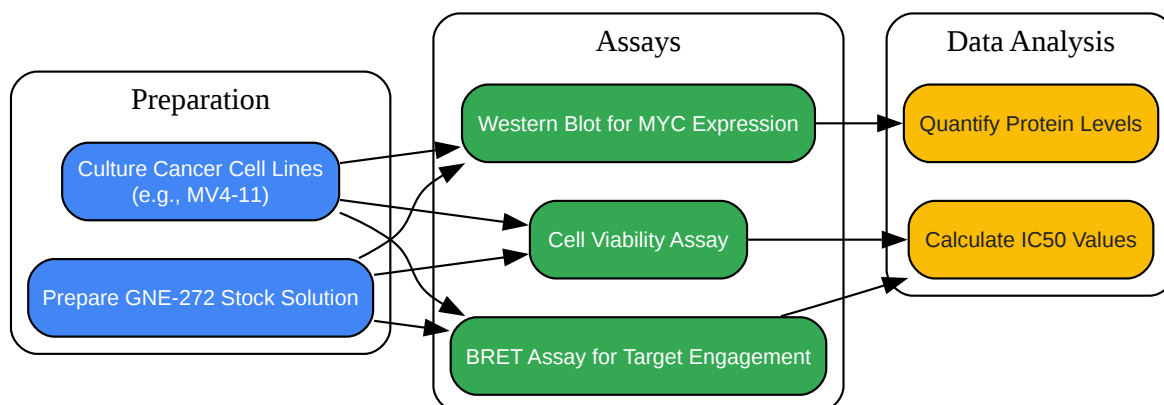 Preparation
Culture Cancer Cell Lines
(e.g., MV4-11)
Prepare GNE-272 Stock Solution
Assays
Western Blot for MYC Expression
Cell Viability Assay
BRET Assay for Target Engagement
Data Analysis
Quantify Protein Levels
Calculate IC50 Values